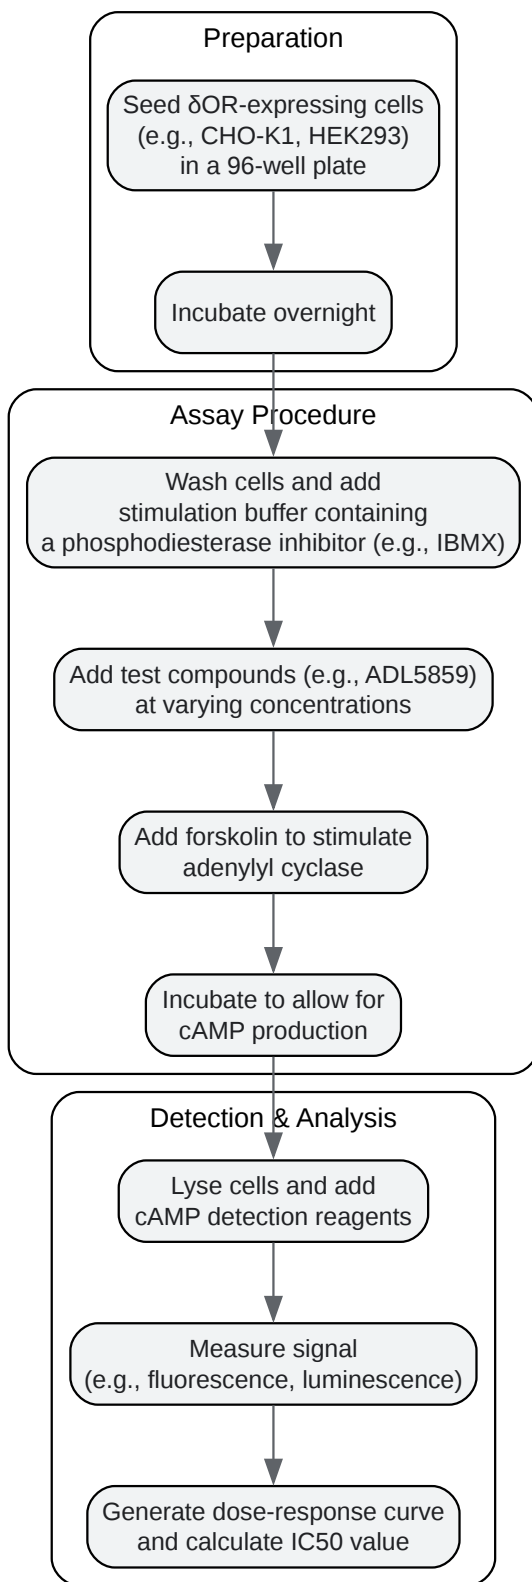 Preparation
Seed δOR-expressing cells
(e.g., CHO-K1, HEK293)
in a 96-well plate
Incubate overnight
Assay Procedure
Wash cells and add
stimulation buffer containing
a phosphodiesterase inhibitor (e.g., IBMX)
Add test compounds (e.g., ADL5859)
at varying concentrations
Add forskolin to stimulate
adenylyl cyclase
Incubate to allow for
cAMP production
Detection & Analysis
Lyse cells and add
cAMP detection reagents
Measure signal
(e.g., fluorescence, luminescence)
Generate dose-response curve
and calculate IC50 value